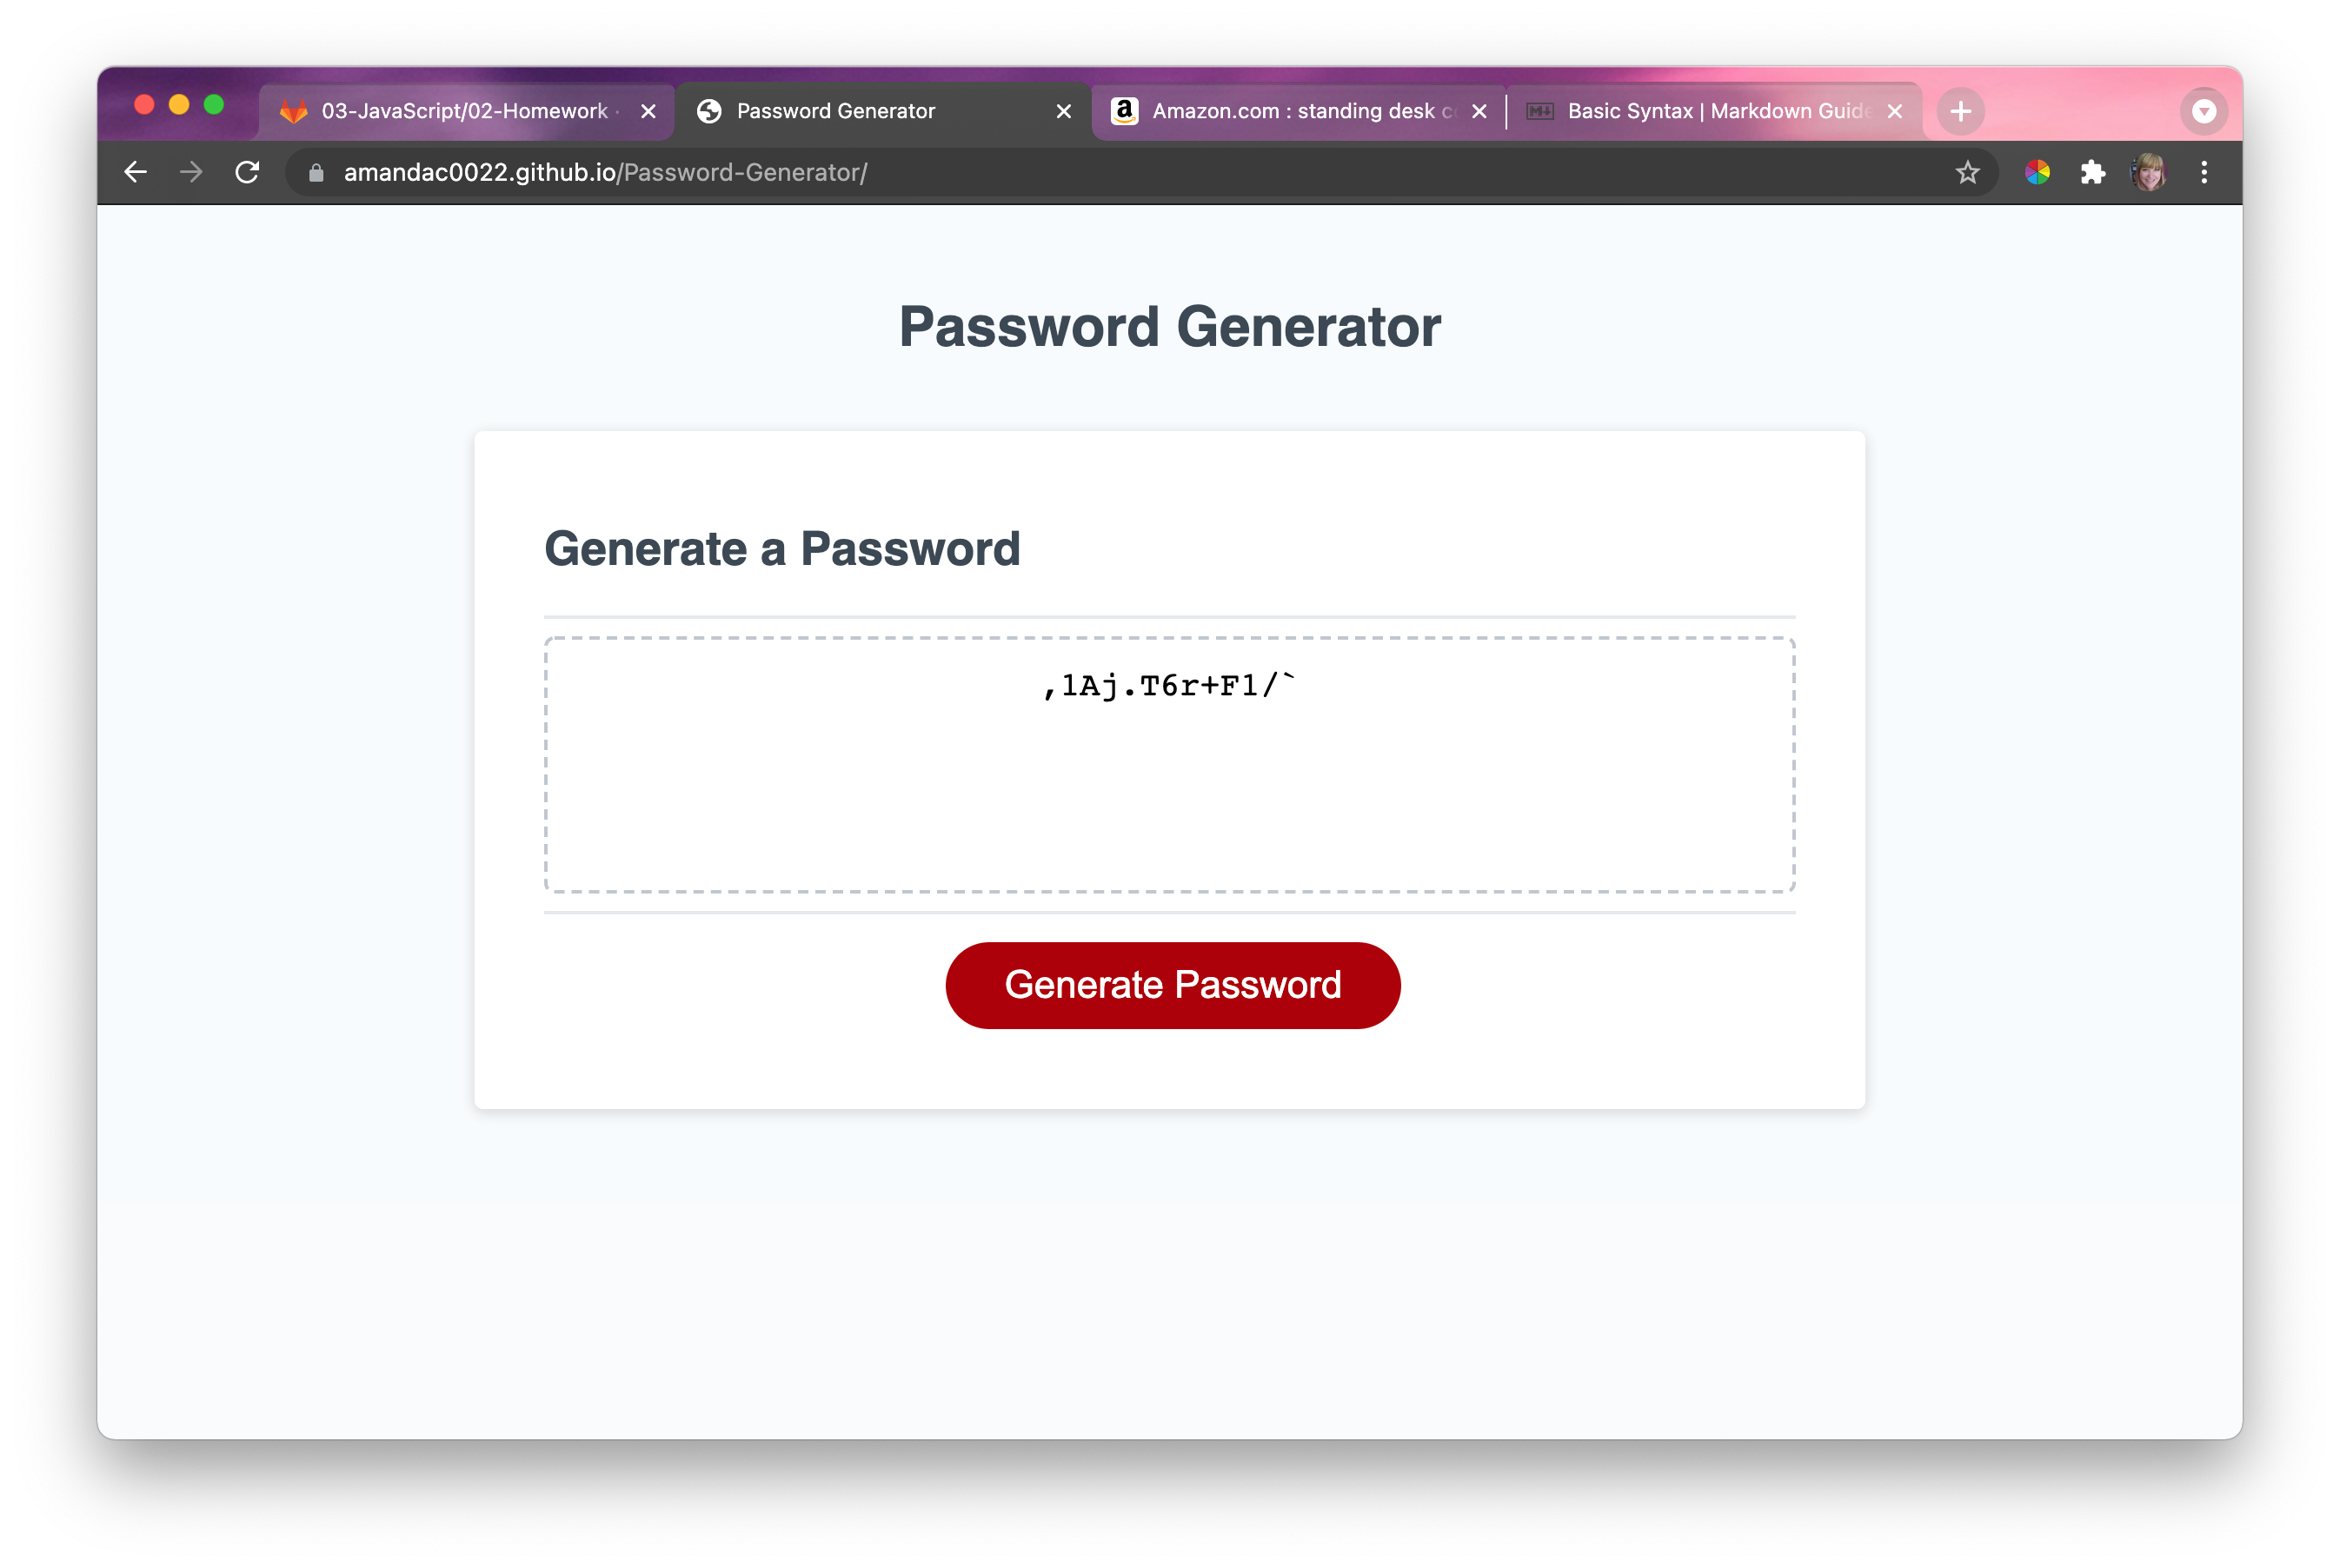 03-JavaScript/02-Homework ·
Password Generator
Amazon.com : standing desk c
Basic Syntax | Markdown Guide
amandac0022.github.io/Password-Generator/
Password Generator
Generate a Password
,1Aj.T6r+F1/`
Generate Password